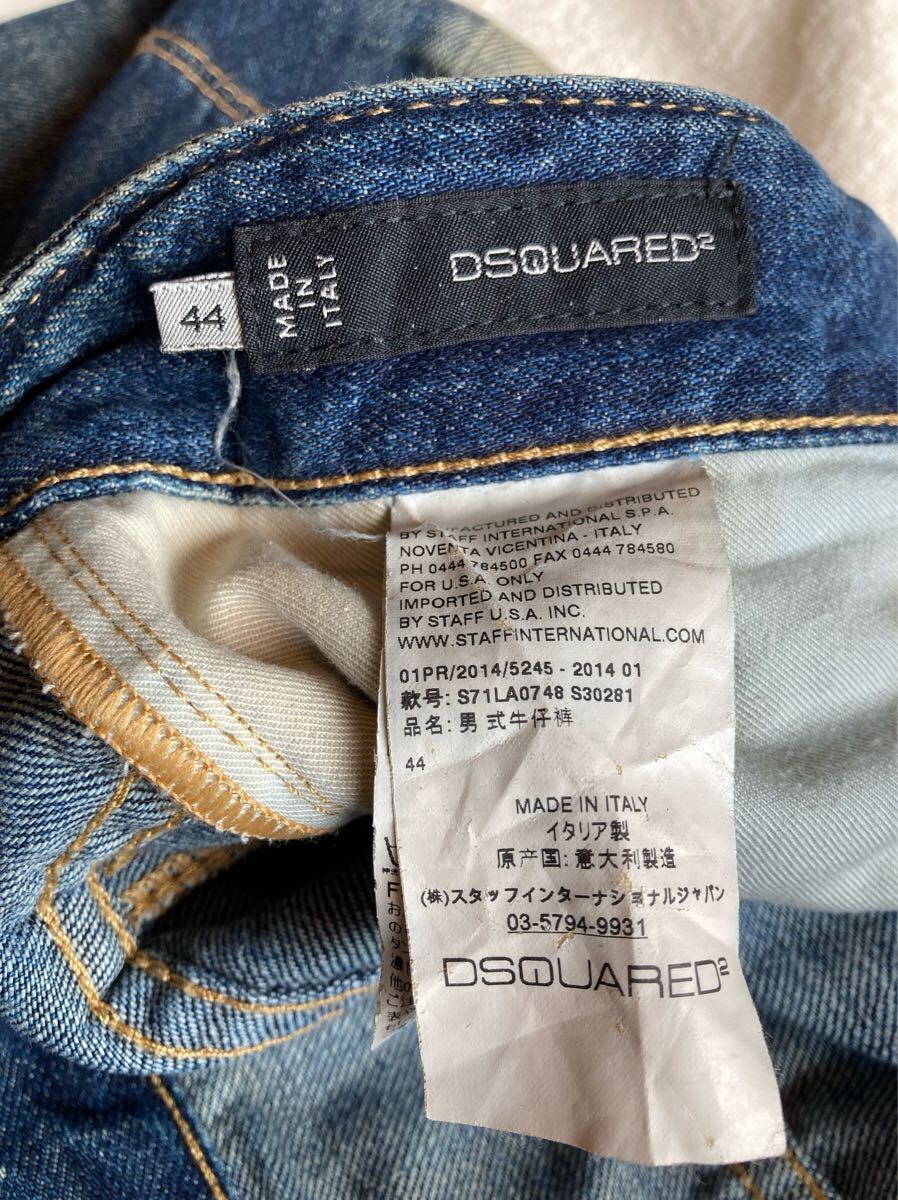 44
MADE
IN
ITALY
DSQUARED²
AND DISTRIBUTED
BY STAFF INTERNATIONAL S.P.A.
NOVENTA VICENTINA - ITALY
PH 0444 784500 FAX 0444 784580
FOR U.S.A. ONLY
IMPORTED AND DISTRIBUTED
BY STAFF U.S.A. INC.
WWW.STAFFINTERNATIONAL.COM
01PR/2014/5245 - 2014 01
款号: S71LA0748 S30281
品名: 男式牛仔裤
44
MADE IN ITALY
イタリア製
原产国: 意大利製造
(株)スタッフインターナショナルジャパン
03-5794-9931
DSQUARED²